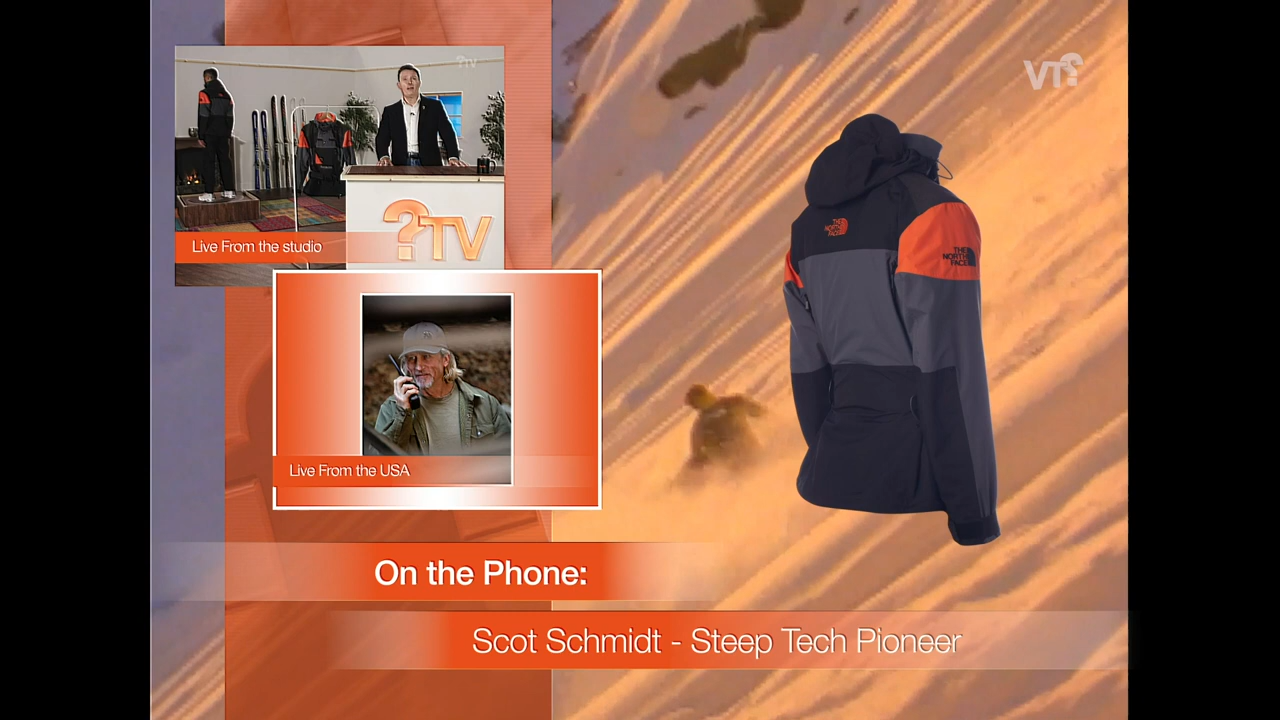 ?TV
VT?
THE
NORTH
FACE
THE
NORTH
FACE
?TV
Live From the studio
Live From the USA
On the Phone:
Scot Schmidt - Steep Tech Pioneer